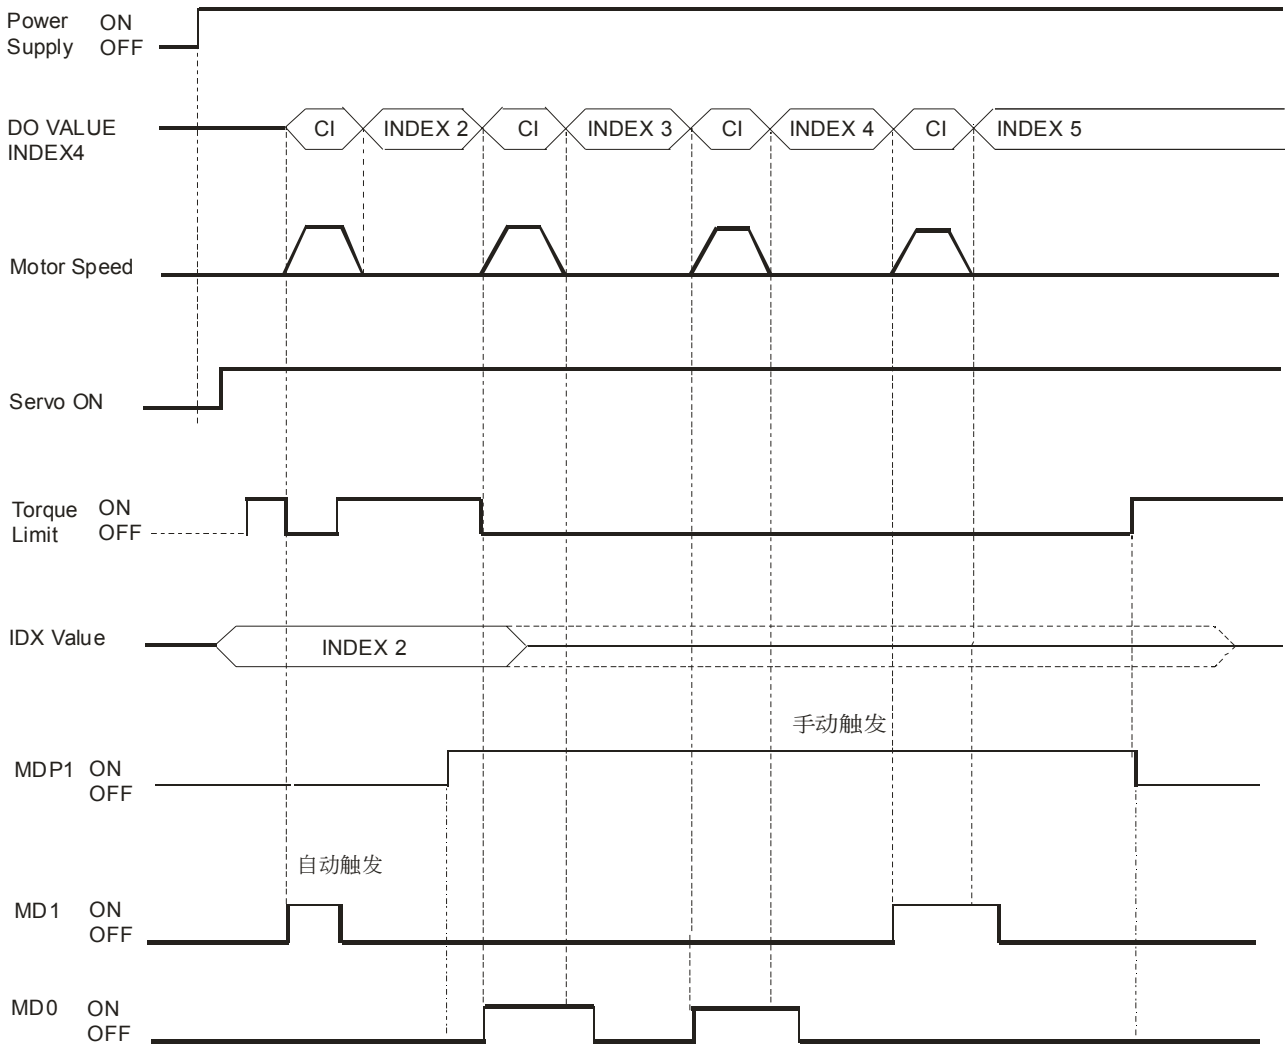 Power ON
Supply OFF
DO VALUE
INDEX4
CI
INDEX 2
CI
INDEX 3
CI
INDEX 4
CI
INDEX 5
Motor Speed
Servo ON
Torque ON
Limit OFF
IDX Value
INDEX 2
手动触发
MDP1 ON
OFF
自动触发
MD1 ON
OFF
MD0 ON
OFF